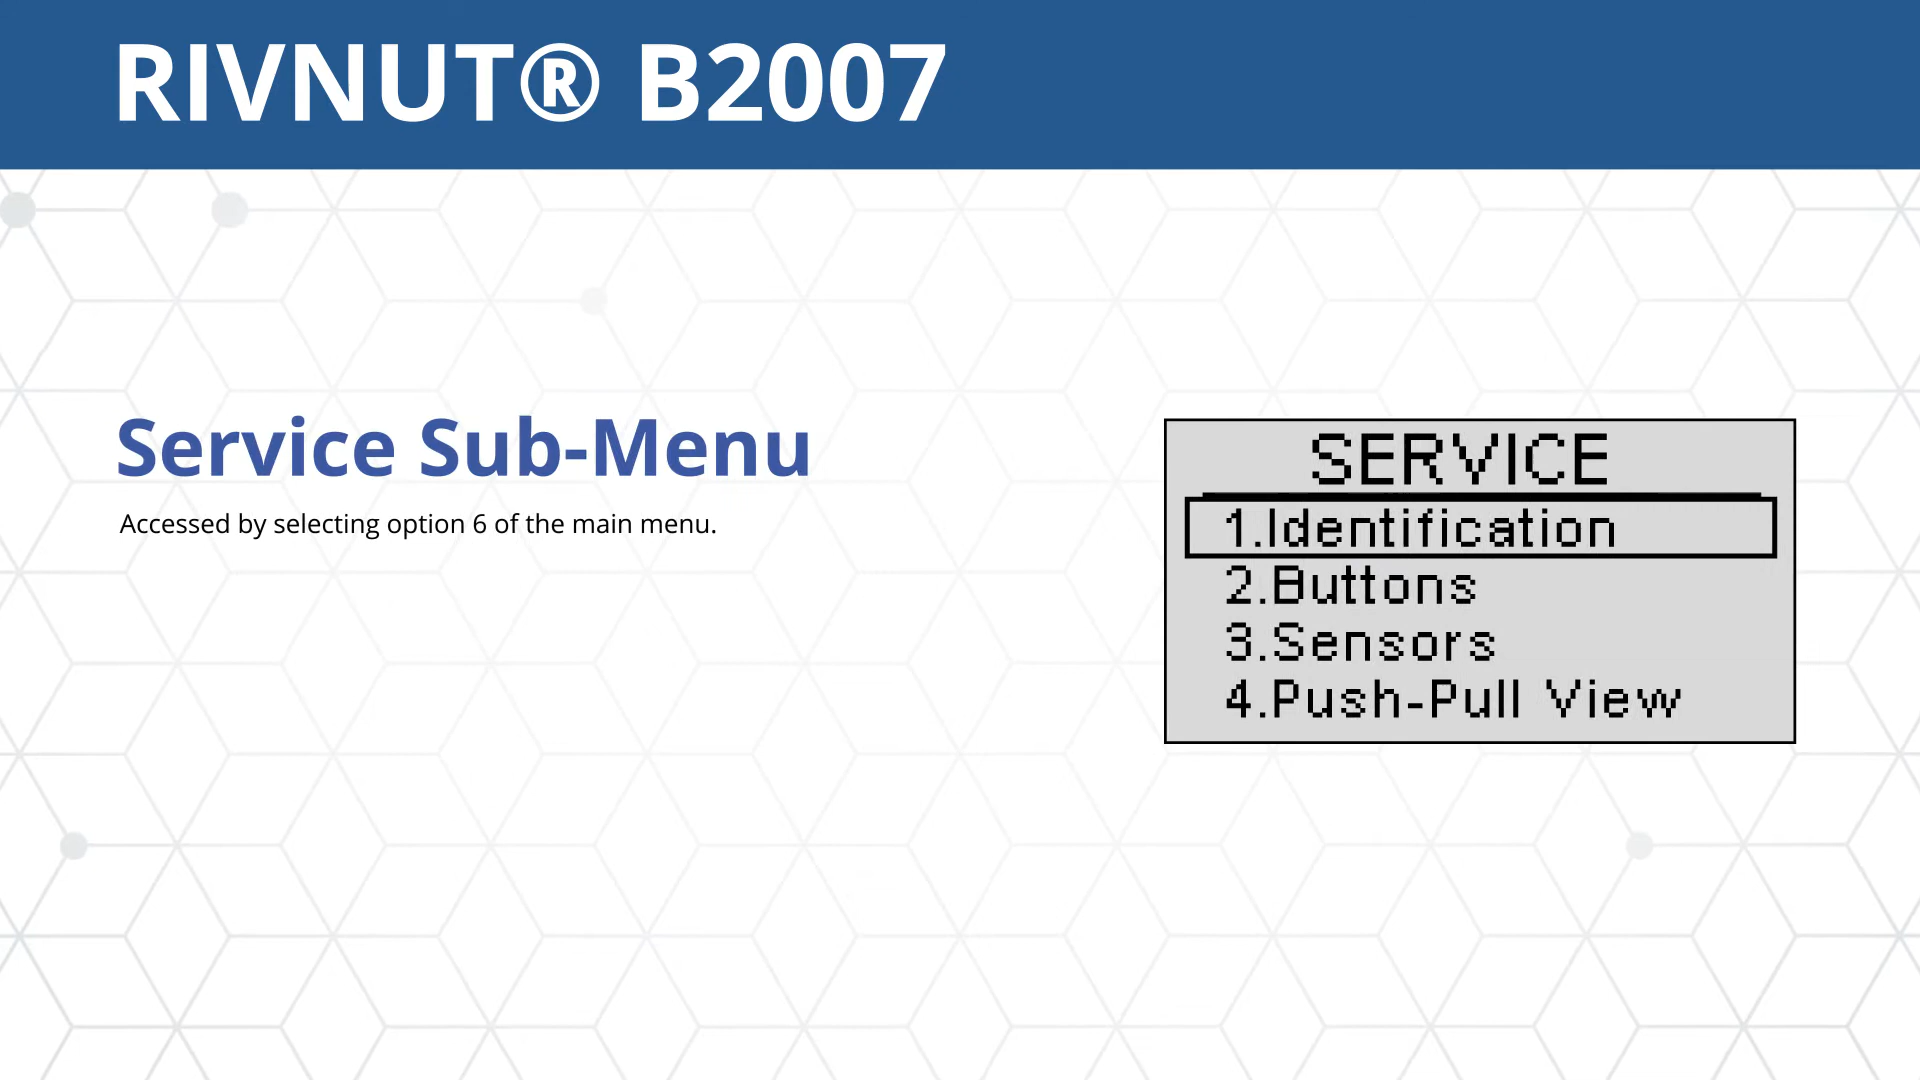 RIVNUT® B2007
Service Sub-Menu
Accessed by selecting option 6 of the main menu.
SERVICE
1.Identification
2.Buttons
3.Sensors
4.Push-Pull View